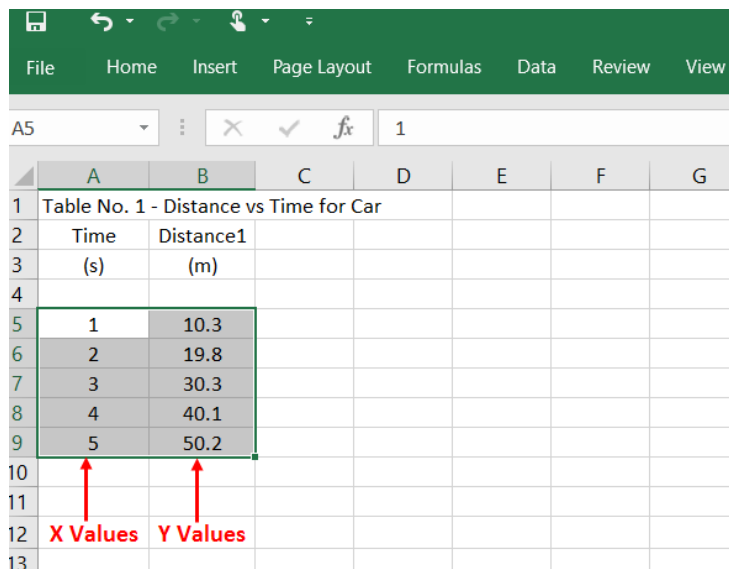 File Home Insert Page Layout Formulas Data Review View
A5 fx 1
A B C D E F G
1 Table No. 1 - Distance vs Time for Car
2 Time Distance1
3 (s) (m)
4
5 1 10.3
6 2 19.8
7 3 30.3
8 4 40.1
9 5 50.2
10
11
12 X Values Y Values
13